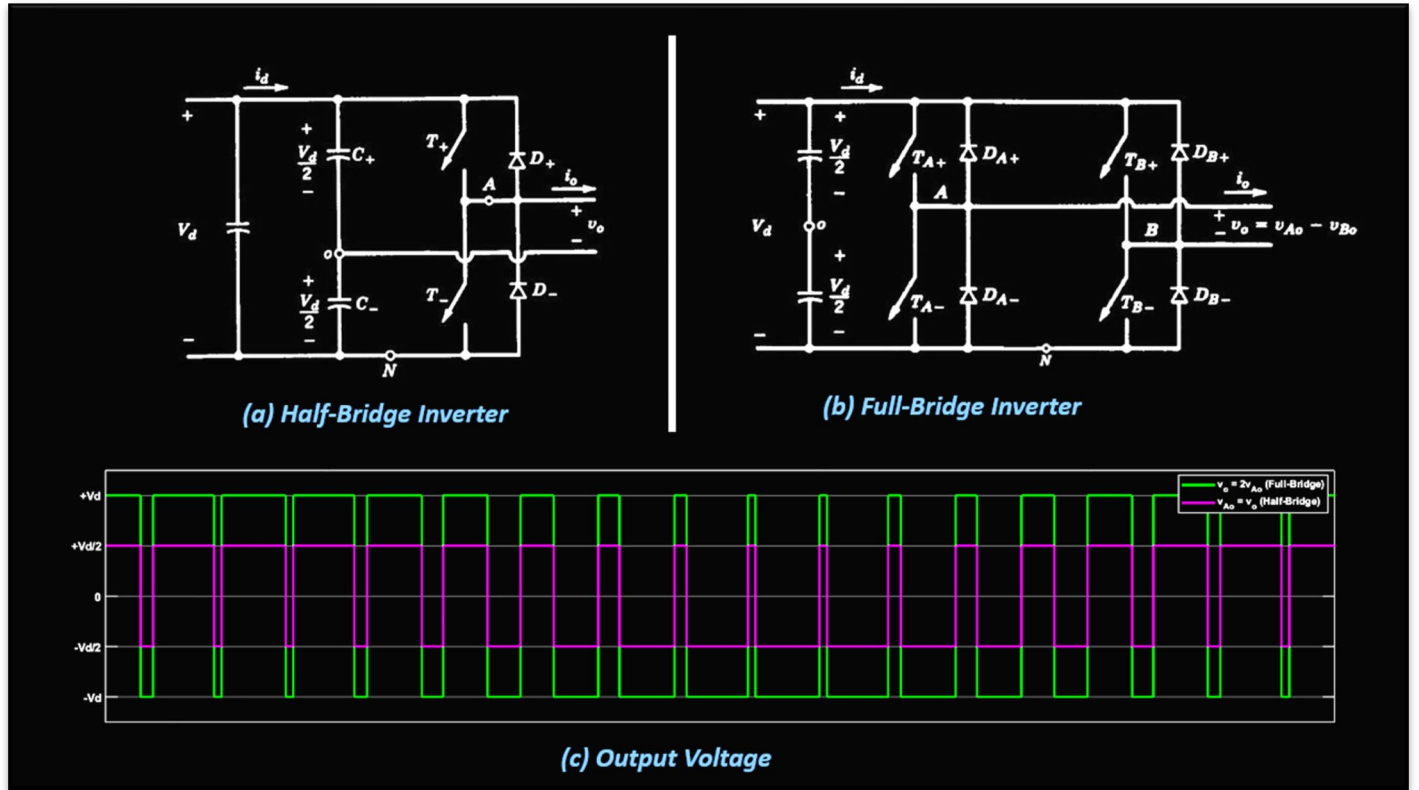 i_d
+
V_d
−
+
V_d
2
−
C_+
o
+
V_d
2
−
C_−
T_+
A
D_+
i_o
+
v_o
−
T_−
D_−
N
(a) Half-Bridge Inverter
i_d
+
V_d
−
+
V_d
2
−
o
+
V_d
2
−
T_A+
D_A+
A
T_B+
D_B+
i_o
+
−
v_o = v_Ao − v_Bo
B
T_A−
D_A−
T_B−
D_B−
N
(b) Full-Bridge Inverter
+Vd
+Vd/2
0
-Vd/2
-Vd
v_o = 2v_Ao (Full-Bridge)
v_Ao = v_o (Half-Bridge)
(c) Output Voltage